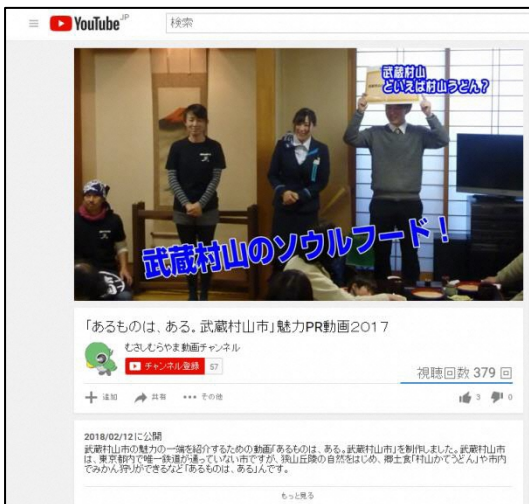 YouTube JP
検索
武蔵村山
といえば村山うどん？
武蔵村山のソウルフード！
「あるものは、ある。武蔵村山市」魅力PR動画2017
むさしむらやま動画チャンネル
チャンネル登録 57
視聴回数 379 回
追加 共有 その他 3 0
2018/02/12に公開
武蔵村山市の魅力の一端を紹介するための動画「あるものは、ある。武蔵村山市」を制作しました。武蔵村山市
は、東京都内で唯一鉄道が通っていない市ですが、狭山丘陵の自然をはじめ、郷土食「村山かてうどん」や市内
でみかん狩りができるなど「あるものは、ある」んです。
もっと見る